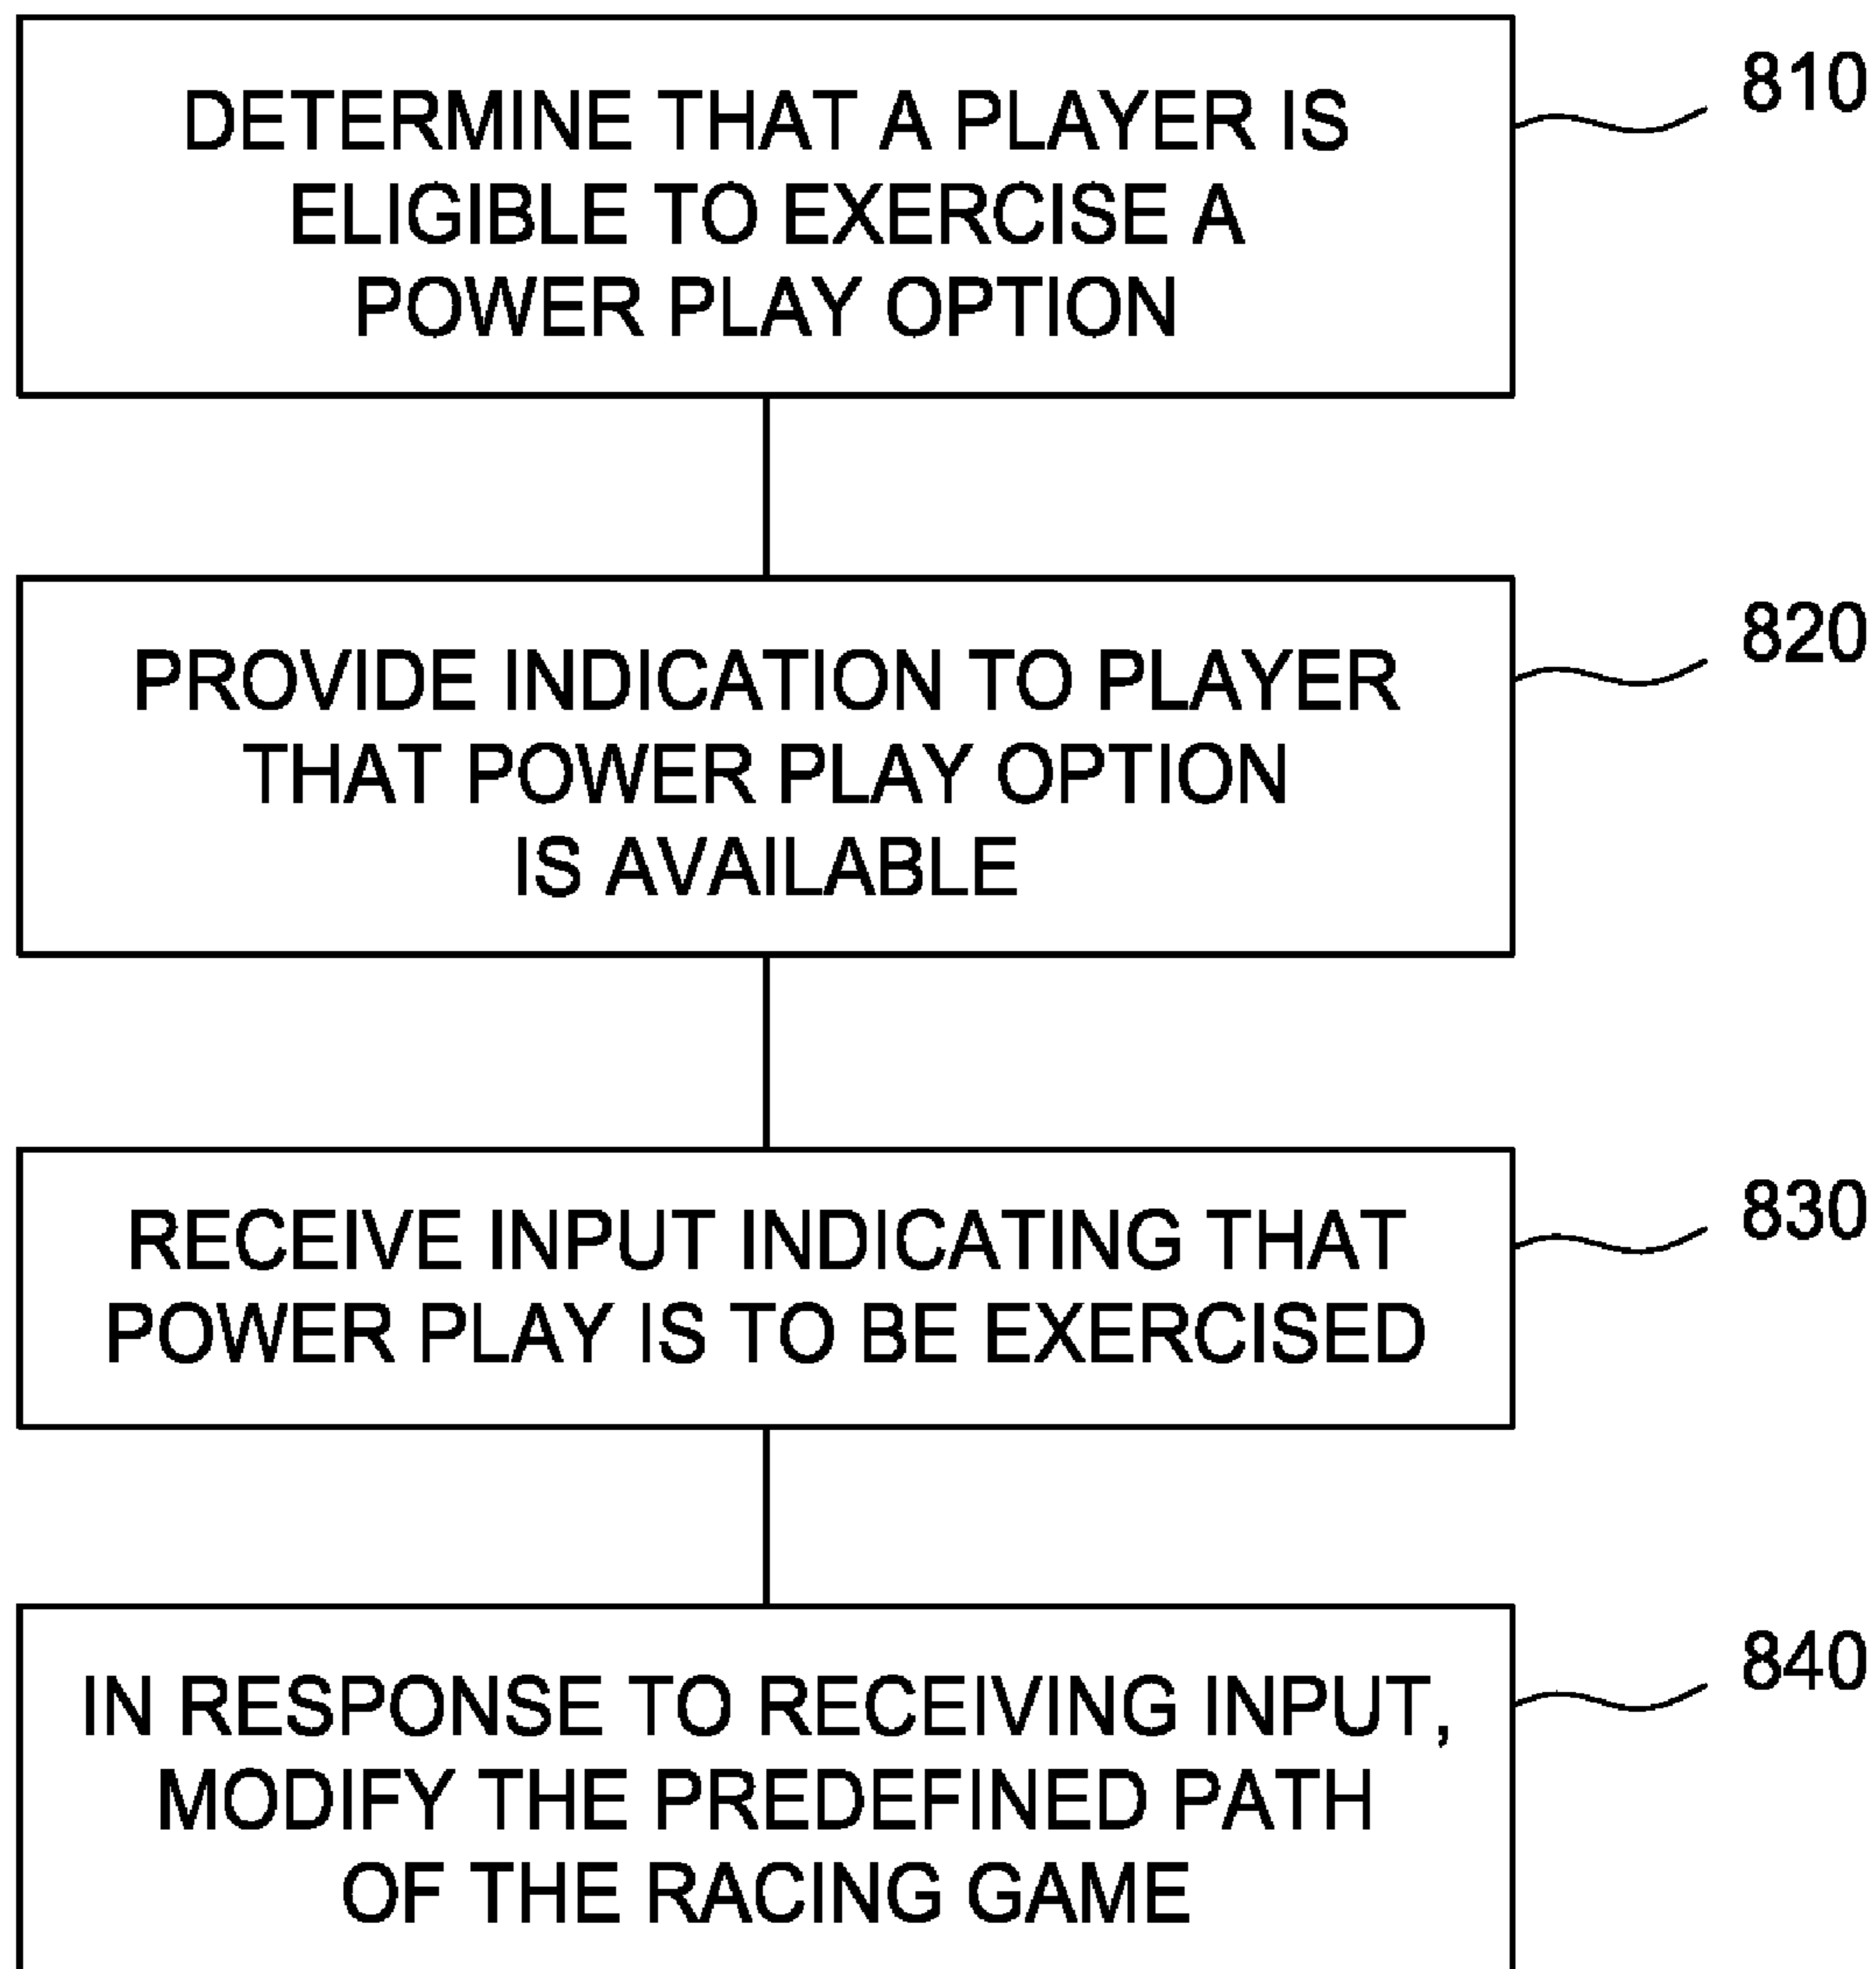 DETERMINE THAT A PLAYER IS
ELIGIBLE TO EXERCISE A
POWER PLAY OPTION
810
PROVIDE INDICATION TO PLAYER
THAT POWER PLAY OPTION
IS AVAILABLE
820
RECEIVE INPUT INDICATING THAT
POWER PLAY IS TO BE EXERCISED
830
IN RESPONSE TO RECEIVING INPUT,
MODIFY THE PREDEFINED PATH
OF THE RACING GAME
840